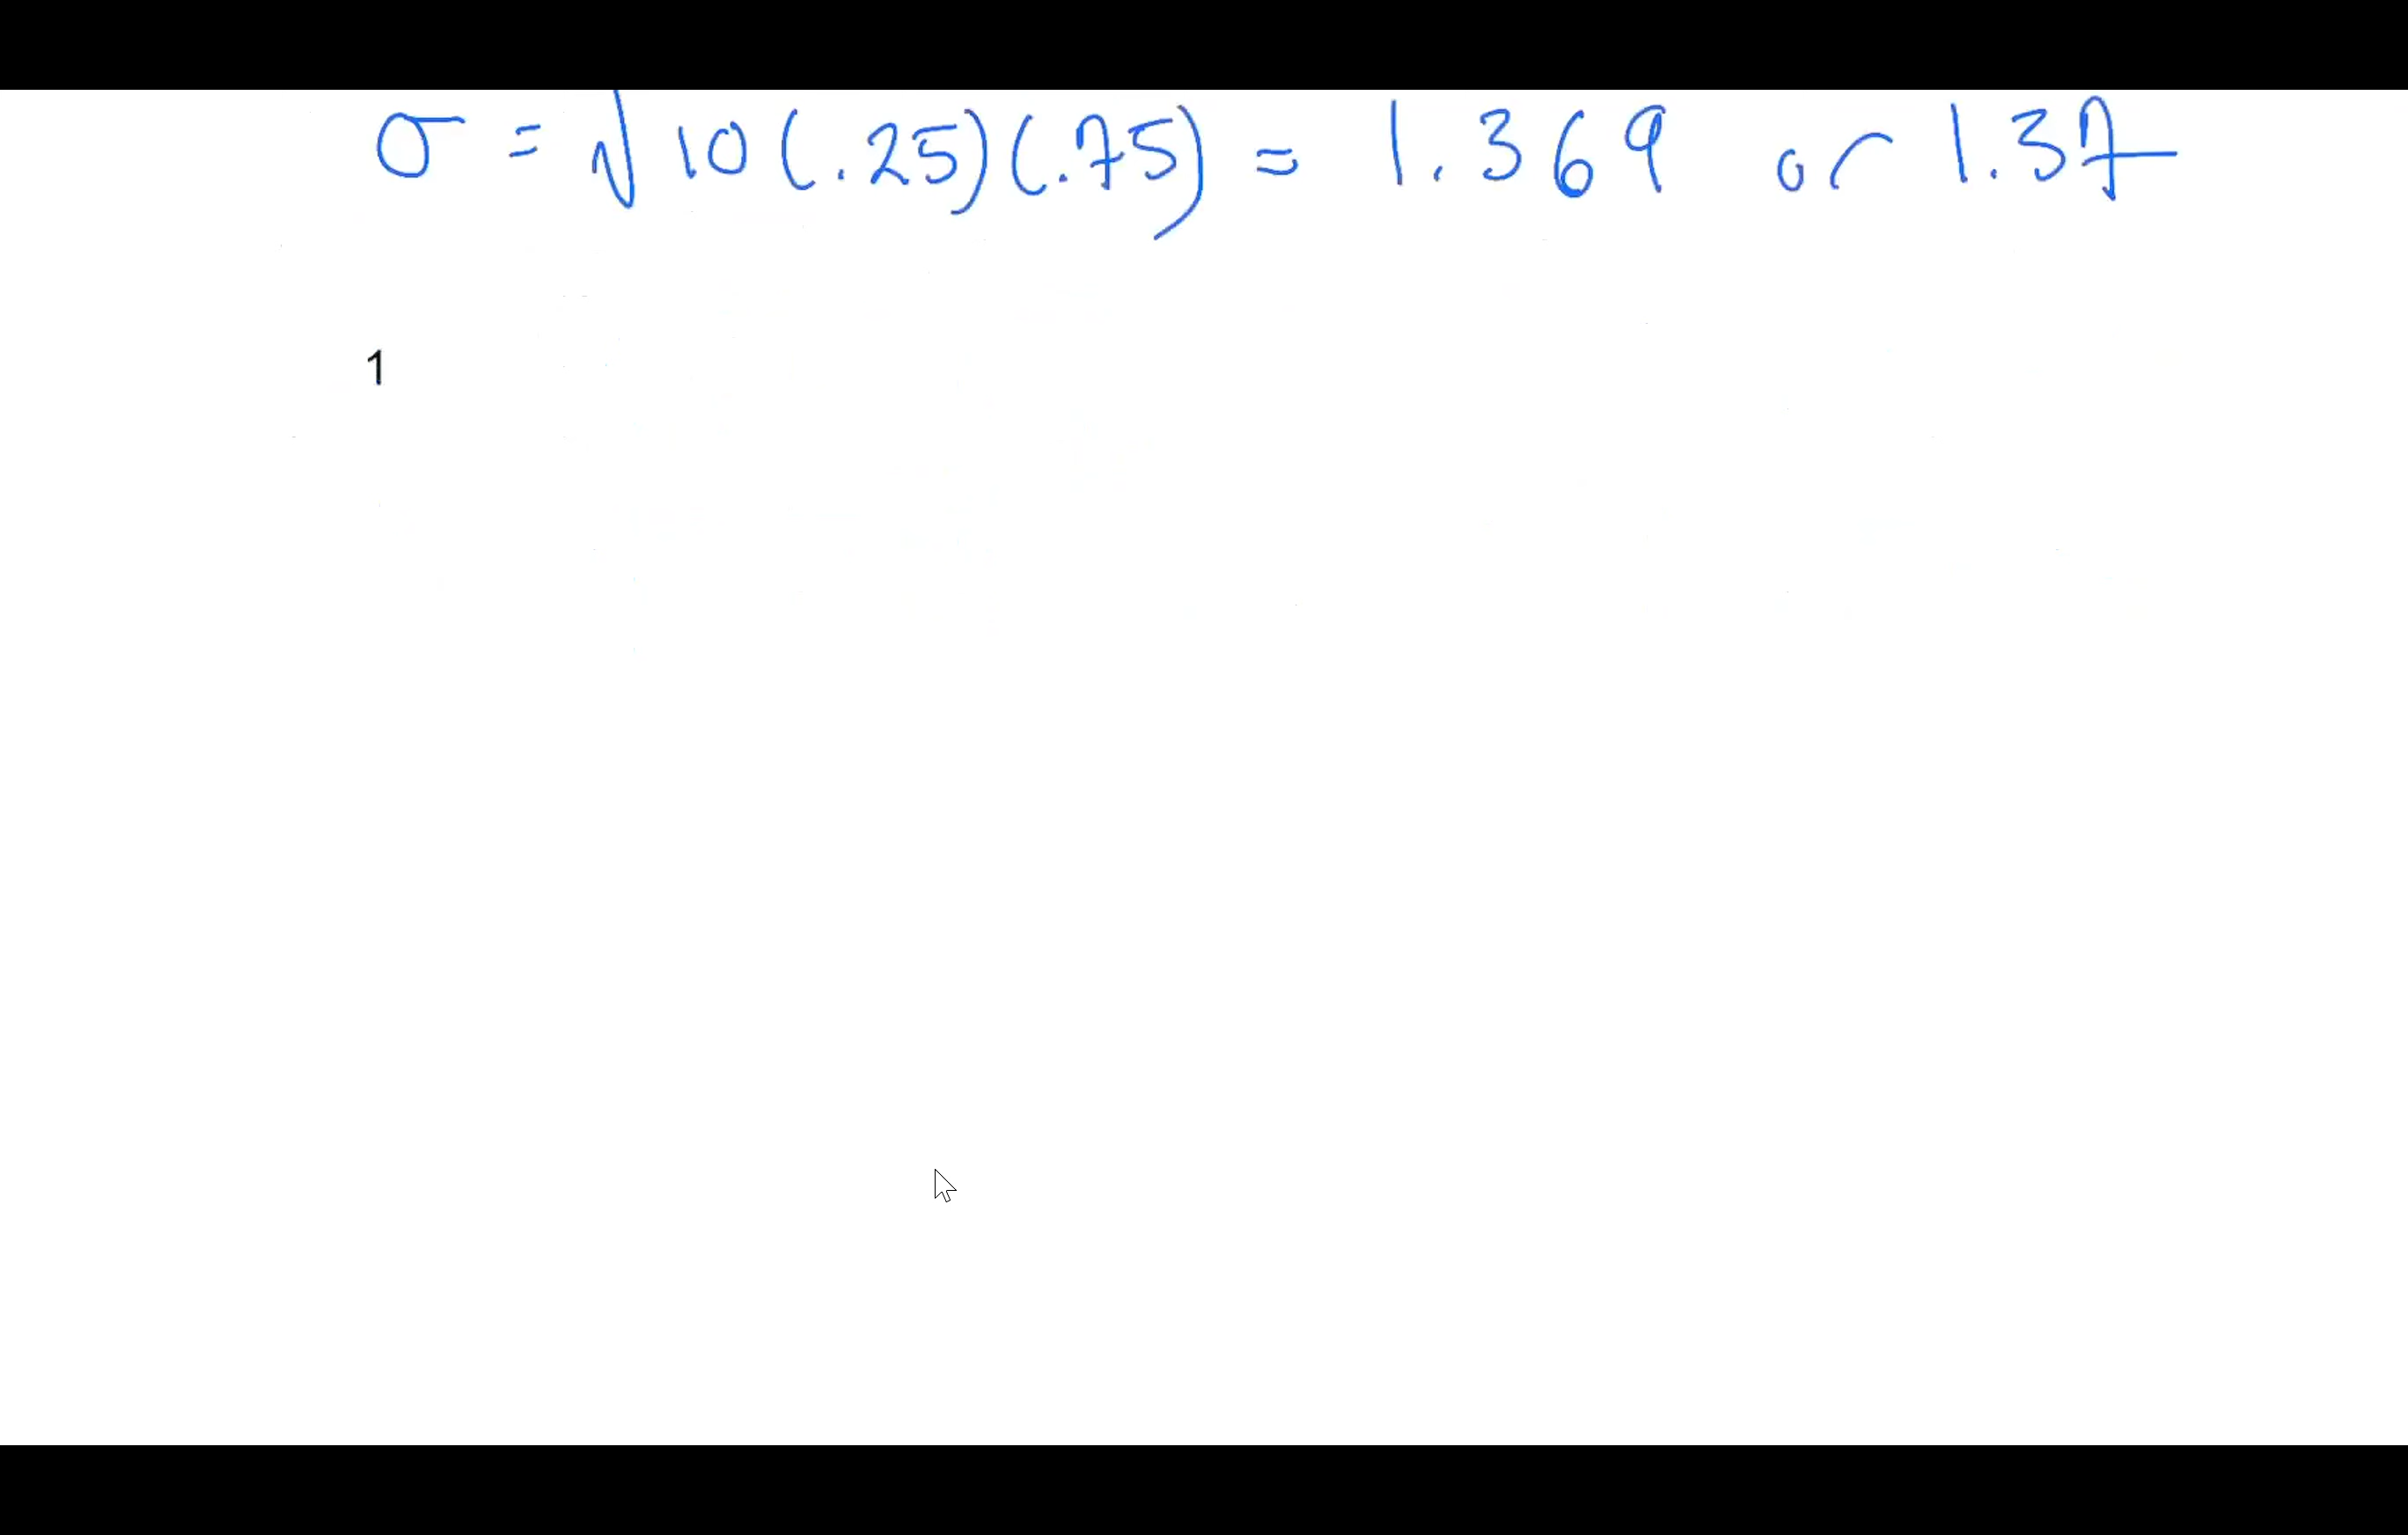 σ = √10(.25)(.75) = 1.369 or 1.37
1